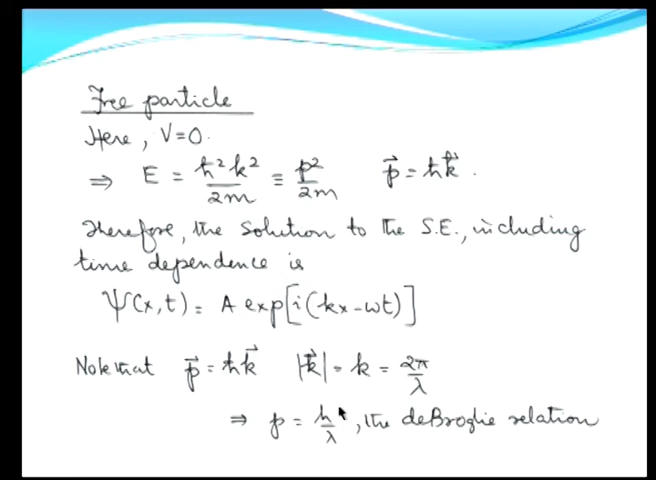 Free particle
Here, V=0.
⇒ E = ħ²k²/2m ≡ p²/2m   p⃗ = ħk⃗.
Therefore, the solution to the S.E., including
time dependence is
Ψ(x,t) = A exp[i(kx-ωt)]
Note that p⃗ = ħk⃗   |k⃗| = k = 2π/λ
⇒ p = h/λ, the deBroglie relation